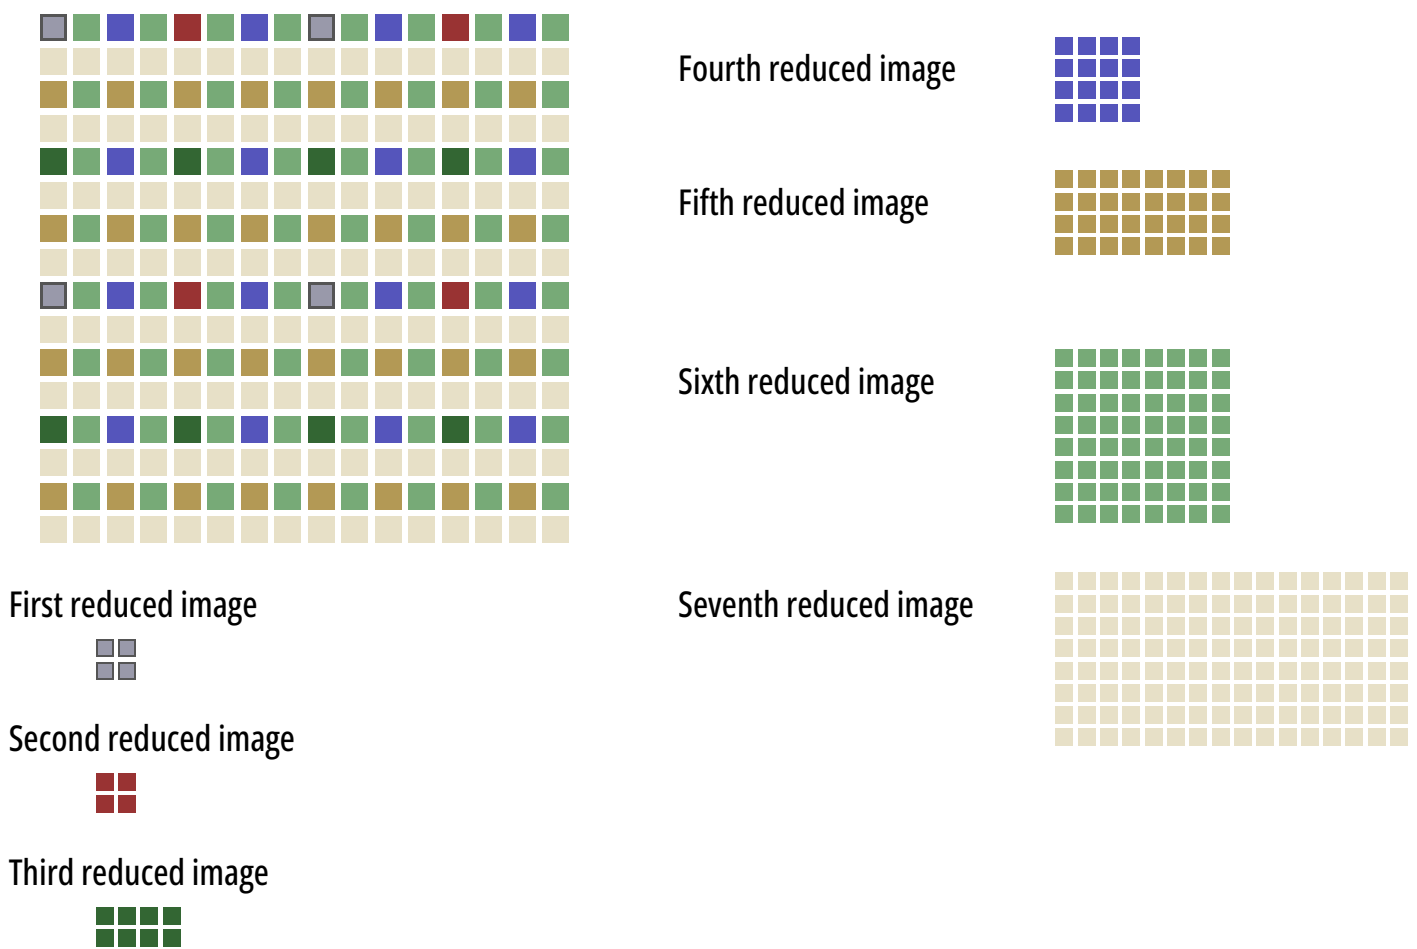 First reduced image
Second reduced image
Third reduced image
Fourth reduced image
Fifth reduced image
Sixth reduced image
Seventh reduced image